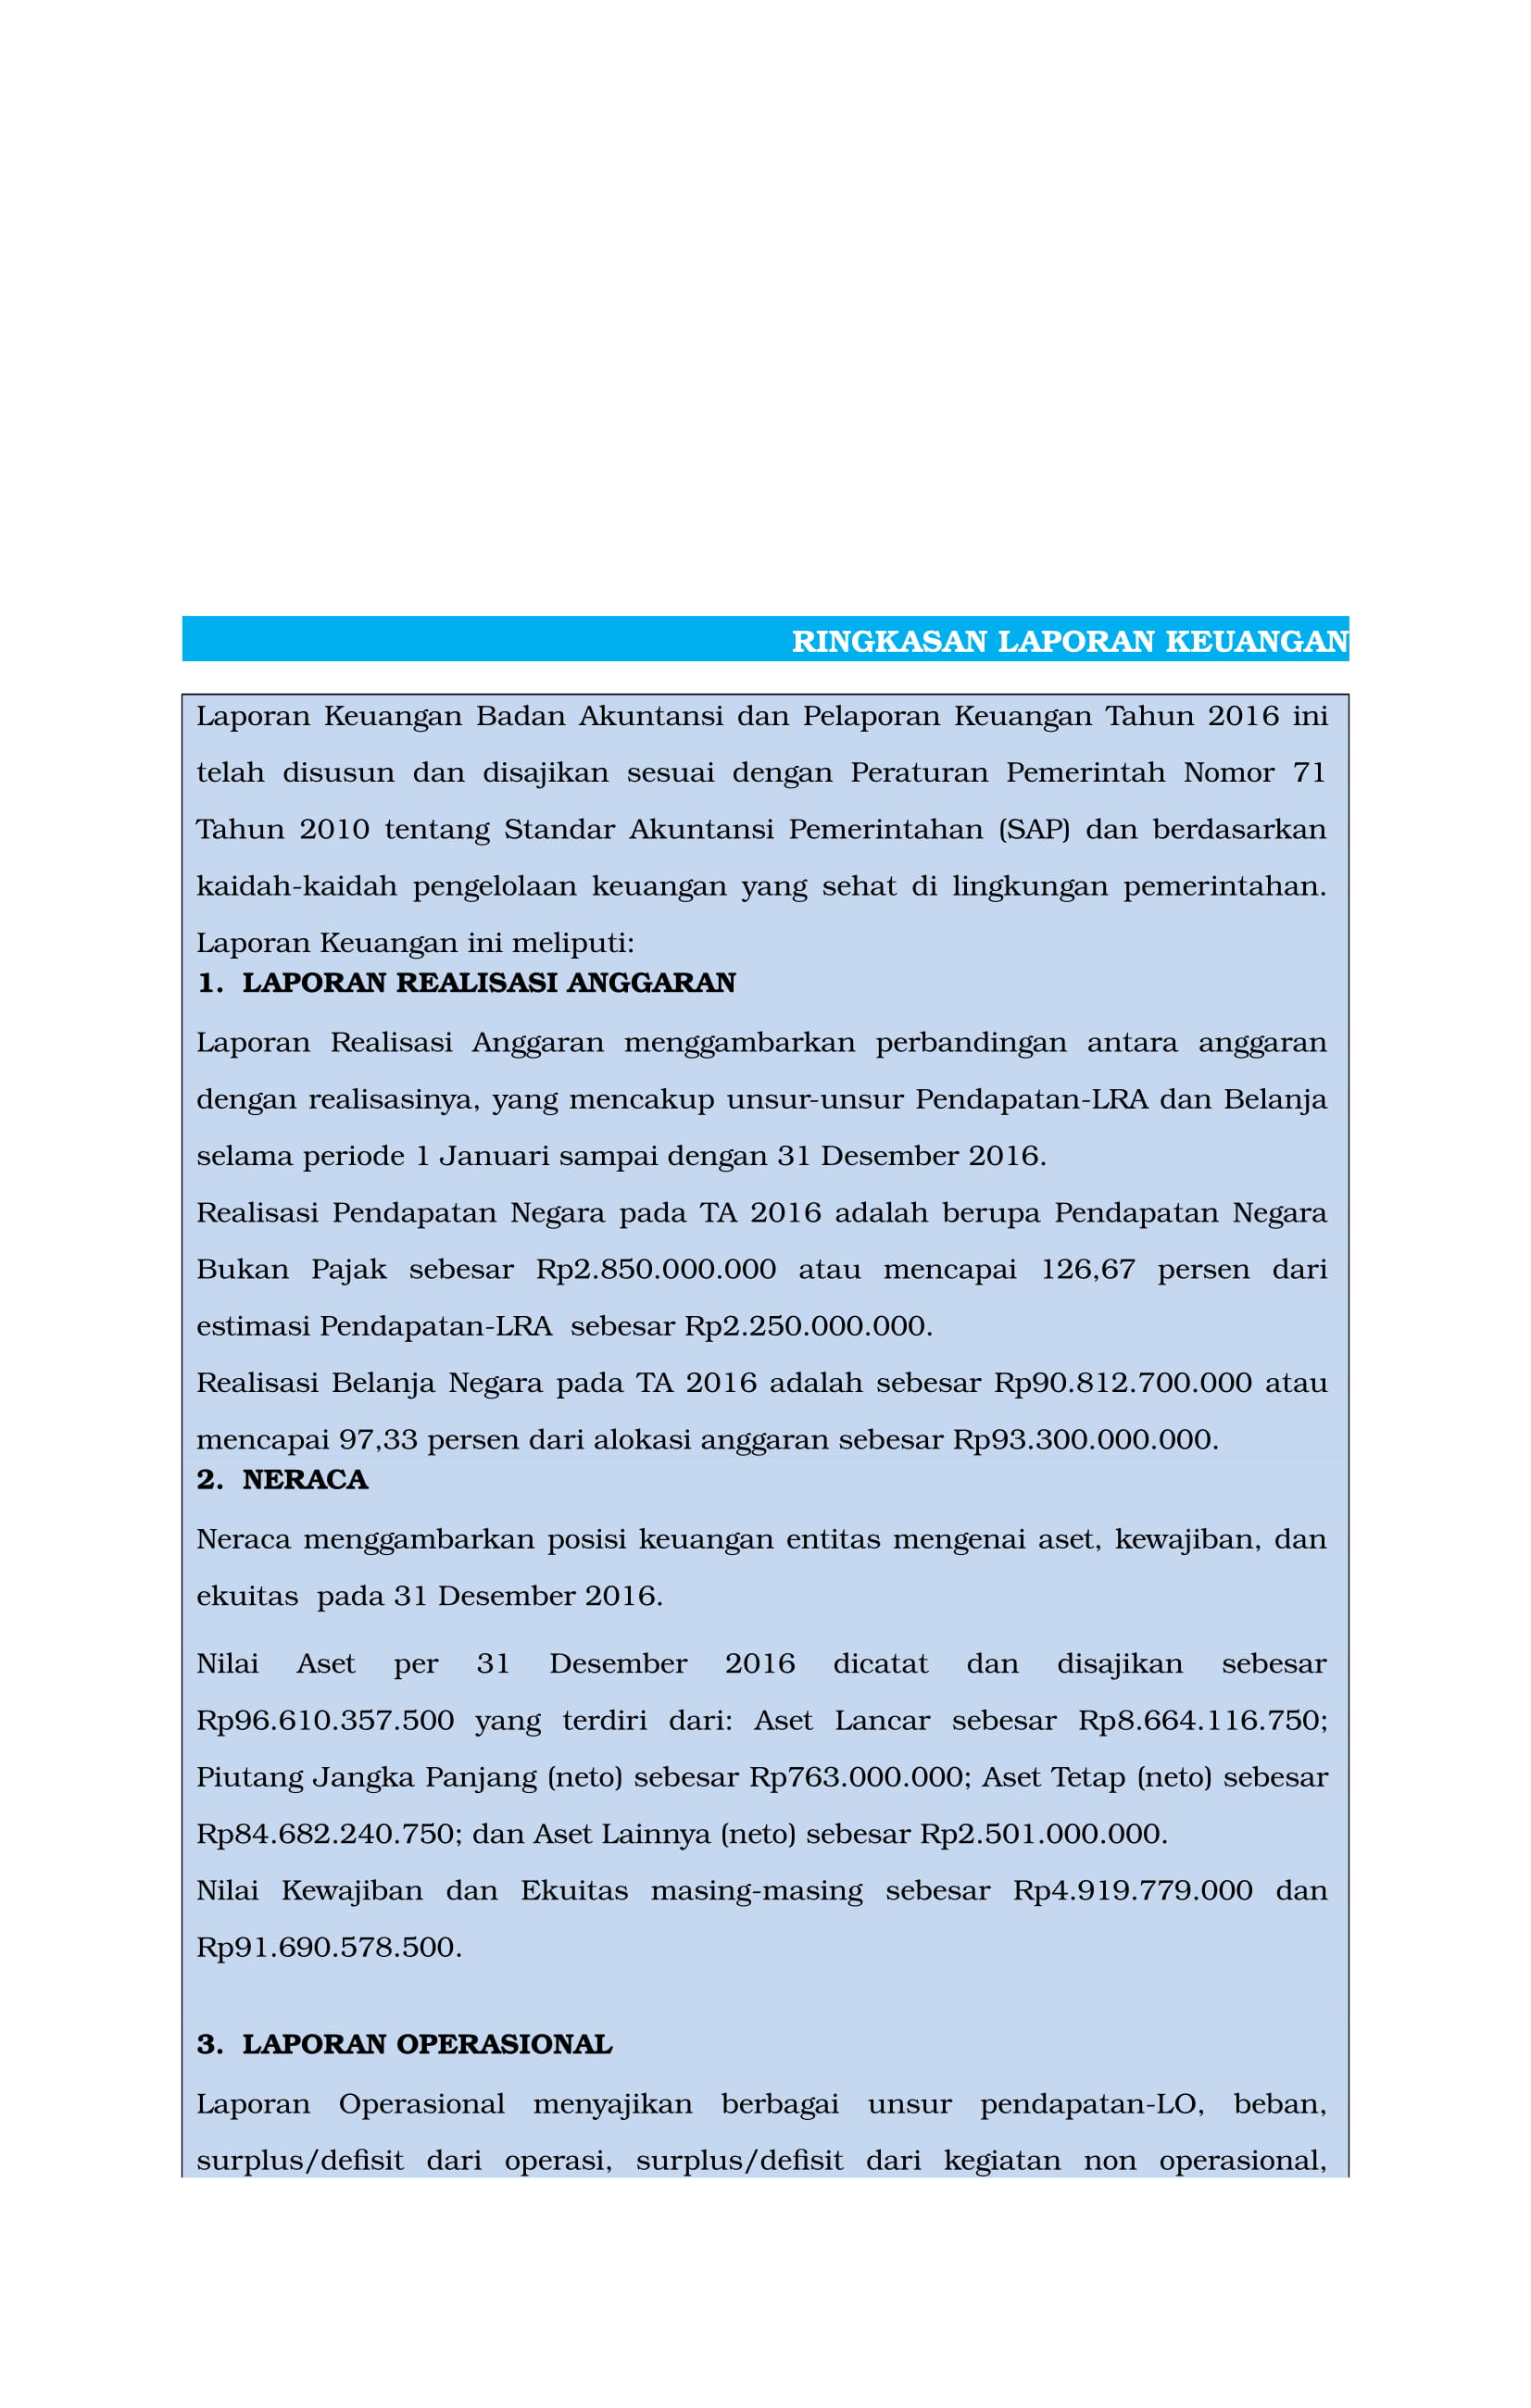 RINGKASAN LAPORAN KEUANGAN
Laporan Keuangan Badan Akuntansi dan Pelaporan Keuangan Tahun 2016 ini
telah disusun dan disajikan sesuai dengan Peraturan Pemerintah Nomor 71
Tahun 2010 tentang Standar Akuntansi Pemerintahan (SAP) dan berdasarkan
kaidah-kaidah pengelolaan keuangan yang sehat di lingkungan pemerintahan.
Laporan Keuangan ini meliputi:
1. LAPORAN REALISASI ANGGARAN
Laporan Realisasi Anggaran menggambarkan perbandingan antara anggaran
dengan realisasinya, yang mencakup unsur-unsur Pendapatan-LRA dan Belanja
selama periode 1 Januari sampai dengan 31 Desember 2016.
Realisasi Pendapatan Negara pada TA 2016 adalah berupa Pendapatan Negara
Bukan Pajak sebesar Rp2.850.000.000 atau mencapai 126,67 persen dari
estimasi Pendapatan-LRA sebesar Rp2.250.000.000.
Realisasi Belanja Negara pada TA 2016 adalah sebesar Rp90.812.700.000 atau
mencapai 97,33 persen dari alokasi anggaran sebesar Rp93.300.000.000.
2. NERACA
Neraca menggambarkan posisi keuangan entitas mengenai aset, kewajiban, dan
ekuitas pada 31 Desember 2016.
Nilai Aset per 31 Desember 2016 dicatat dan disajikan sebesar
Rp96.610.357.500 yang terdiri dari: Aset Lancar sebesar Rp8.664.116.750;
Piutang Jangka Panjang (neto) sebesar Rp763.000.000; Aset Tetap (neto) sebesar
Rp84.682.240.750; dan Aset Lainnya (neto) sebesar Rp2.501.000.000.
Nilai Kewajiban dan Ekuitas masing-masing sebesar Rp4.919.779.000 dan
Rp91.690.578.500.
3. LAPORAN OPERASIONAL
Laporan Operasional menyajikan berbagai unsur pendapatan-LO, beban,
surplus/defisit dari operasi, surplus/defisit dari kegiatan non operasional,